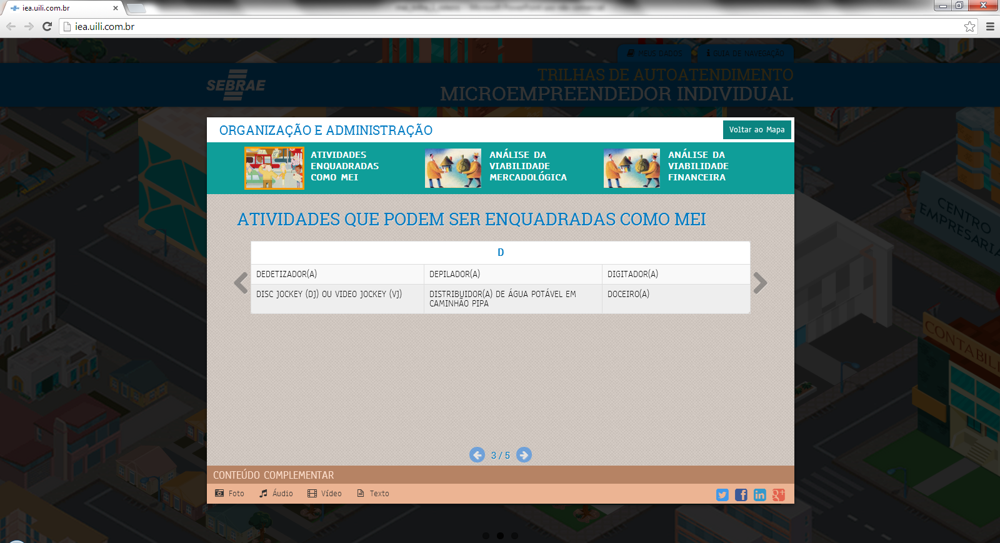 iea.uili.com.br
iea.uili.com.br
MEUS DADOS
GUIA DE NAVEGAÇÃO
SEBRAE
TRILHAS DE AUTOATENDIMENTO
MICROEMPREENDEDOR INDIVIDUAL
ORGANIZAÇÃO E ADMINISTRAÇÃO
Voltar ao Mapa
ATIVIDADES
ENQUADRADAS
COMO MEI
ANÁLISE DA
VIABILIDADE
MERCADOLÓGICA
ANÁLISE DA
VIABILIDADE
FINANCEIRA
ATIVIDADES QUE PODEM SER ENQUADRADAS COMO MEI
D
DEDETIZADOR(A)
DEPILADOR(A)
DIGITADOR(A)
DISC JOCKEY (DJ) OU VIDEO JOCKEY (VJ)
DISTRIBUIDOR(A) DE ÁGUA POTÁVEL EM
CAMINHÃO PIPA
DOCEIRO(A)
3 / 5
CONTEÚDO COMPLEMENTAR
Foto
Áudio
Vídeo
Texto
CENTRO
EMPRESARIA
CONTABILI